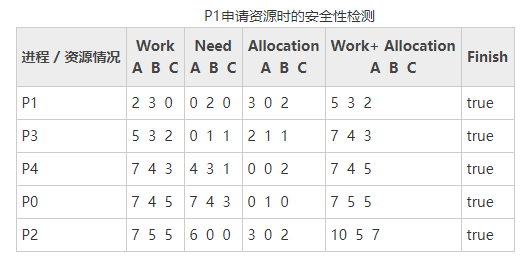 P1申请资源时的安全性检测
进程 / 资源情况 Work A B C Need A B C Allocation A B C Work+ Allocation A B C Finish
P1 2 3 0 0 2 0 3 0 2 5 3 2 true
P3 5 3 2 0 1 1 2 1 1 7 4 3 true
P4 7 4 3 4 3 1 0 0 2 7 4 5 true
P0 7 4 5 7 4 3 0 1 0 7 5 5 true
P2 7 5 5 6 0 0 3 0 2 10 5 7 true